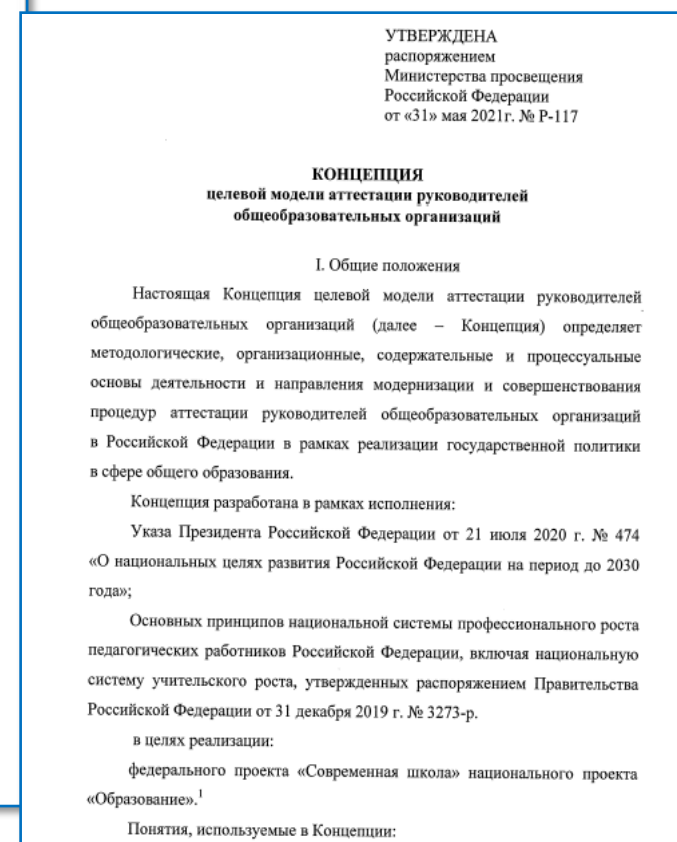 УТВЕРЖДЕНА
распоряжением
Министерства просвещения
Российской Федерации
от «31» мая 2021г. № Р-117
КОНЦЕПЦИЯ
целевой модели аттестации руководителей
общеобразовательных организаций
I. Общие положения
Настоящая Концепция целевой модели аттестации руководителей
общеобразовательных организаций (далее – Концепция) определяет
методологические, организационные, содержательные и процессуальные
основы деятельности и направления модернизации и совершенствования
процедур аттестации руководителей общеобразовательных организаций
в Российской Федерации в рамках реализации государственной политики
в сфере общего образования.
Концепция разработана в рамках исполнения:
Указа Президента Российской Федерации от 21 июля 2020 г. № 474
«О национальных целях развития Российской Федерации на период до 2030
года»;
Основных принципов национальной системы профессионального роста
педагогических работников Российской Федерации, включая национальную
систему учительского роста, утвержденных распоряжением Правительства
Российской Федерации от 31 декабря 2019 г. № 3273-р.
в целях реализации:
федерального проекта «Современная школа» национального проекта
«Образование».¹
Понятия, используемые в Концепции: